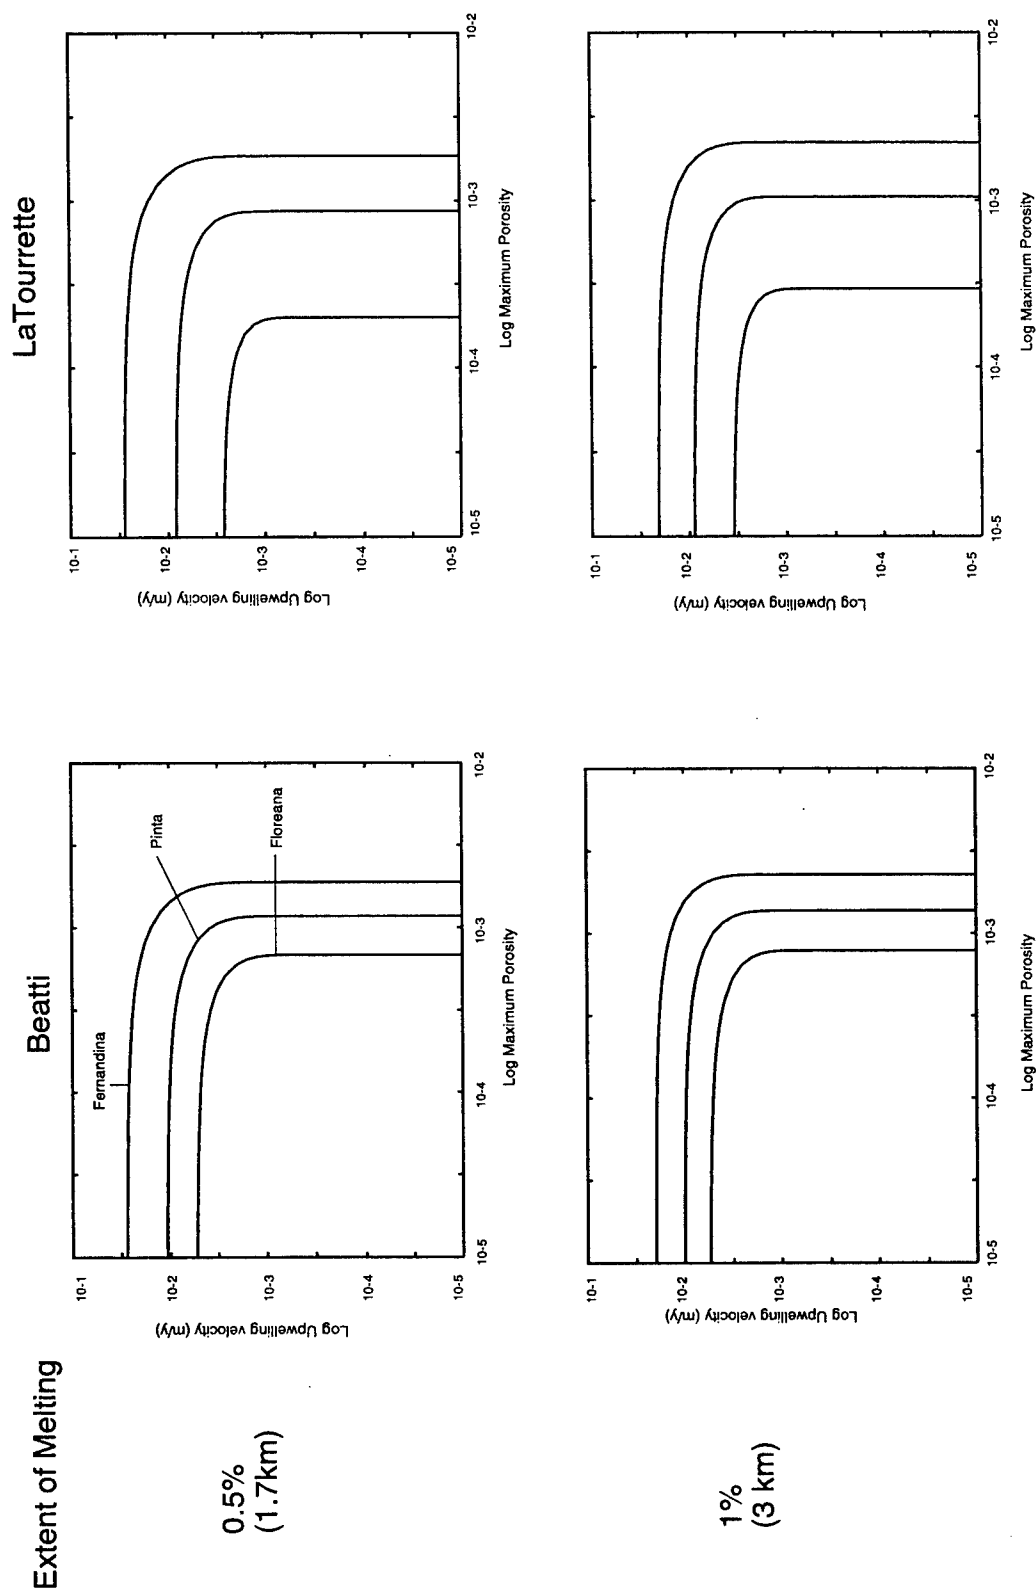 Extent of Melting
Beatti
LaTourrette
0.5%
(1.7km)
Log Upwelling velocity (m/y)
10-1
10-2
10-3
10-4
10-5
Fernandina
Pinta
Floreana
10-5
10-4
10-3
10-2
Log Maximum Porosity
Log Upwelling velocity (m/y)
10-1
10-2
10-3
10-4
10-5
10-5
10-4
10-3
10-2
Log Maximum Porosity
1%
(3 km)
Log Upwelling velocity (m/y)
10-1
10-2
10-3
10-4
10-5
10-5
10-4
10-3
10-2
Log Maximum Porosity
Log Upwelling velocity (m/y)
10-1
10-2
10-3
10-4
10-5
10-5
10-4
10-3
10-2
Log Maximum Porosity